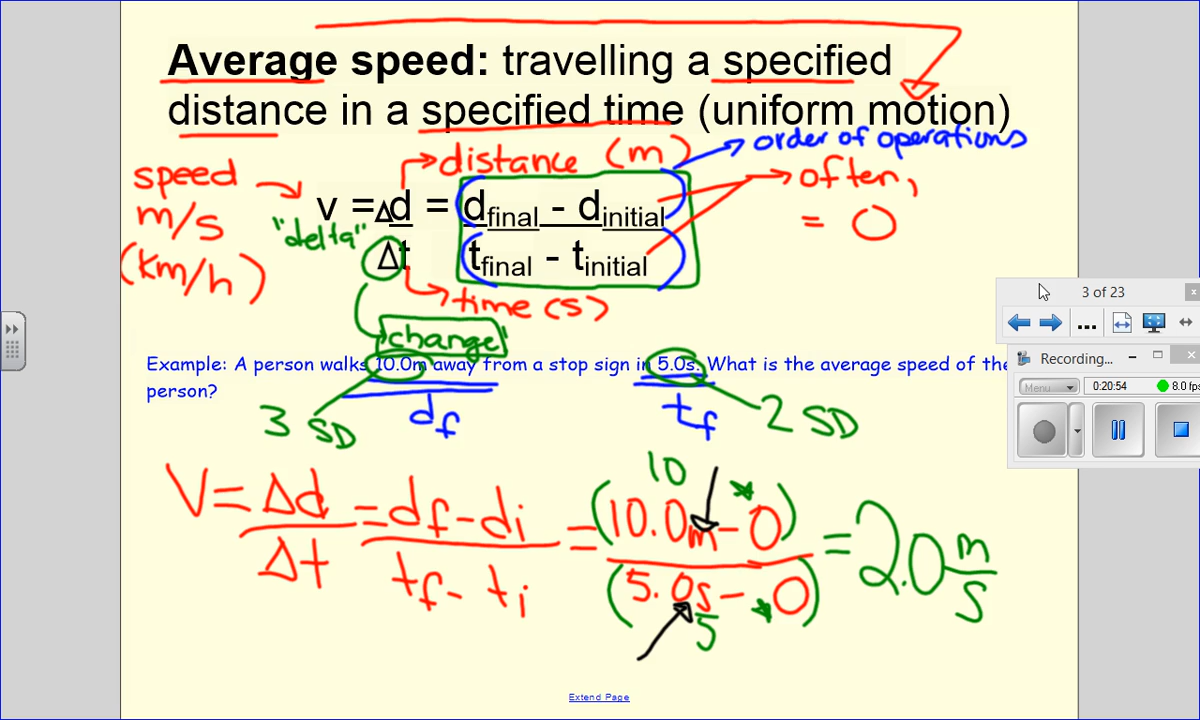 Average speed: travelling a specified
distance in a specified time (uniform motion)
order of operations
distance (m)
often,
= 0
speed
m/s
(km/h)
v = Δd = dfinal - dinitial
"delta"
Δt tfinal - tinitial
time (s)
change
Example: A person walks 10.0m away from a stop sign in 5.0s. What is the average speed of the
person?
3 SD
df
tf
2 SD
10
V = Δd = df - di = (10.0m - 0) = 2.0 m
Δt tf - ti (5.0s - 0) s
5
Extend Page
3 of 23
...
Recording...
Menu
0:20:54
8.0 fps